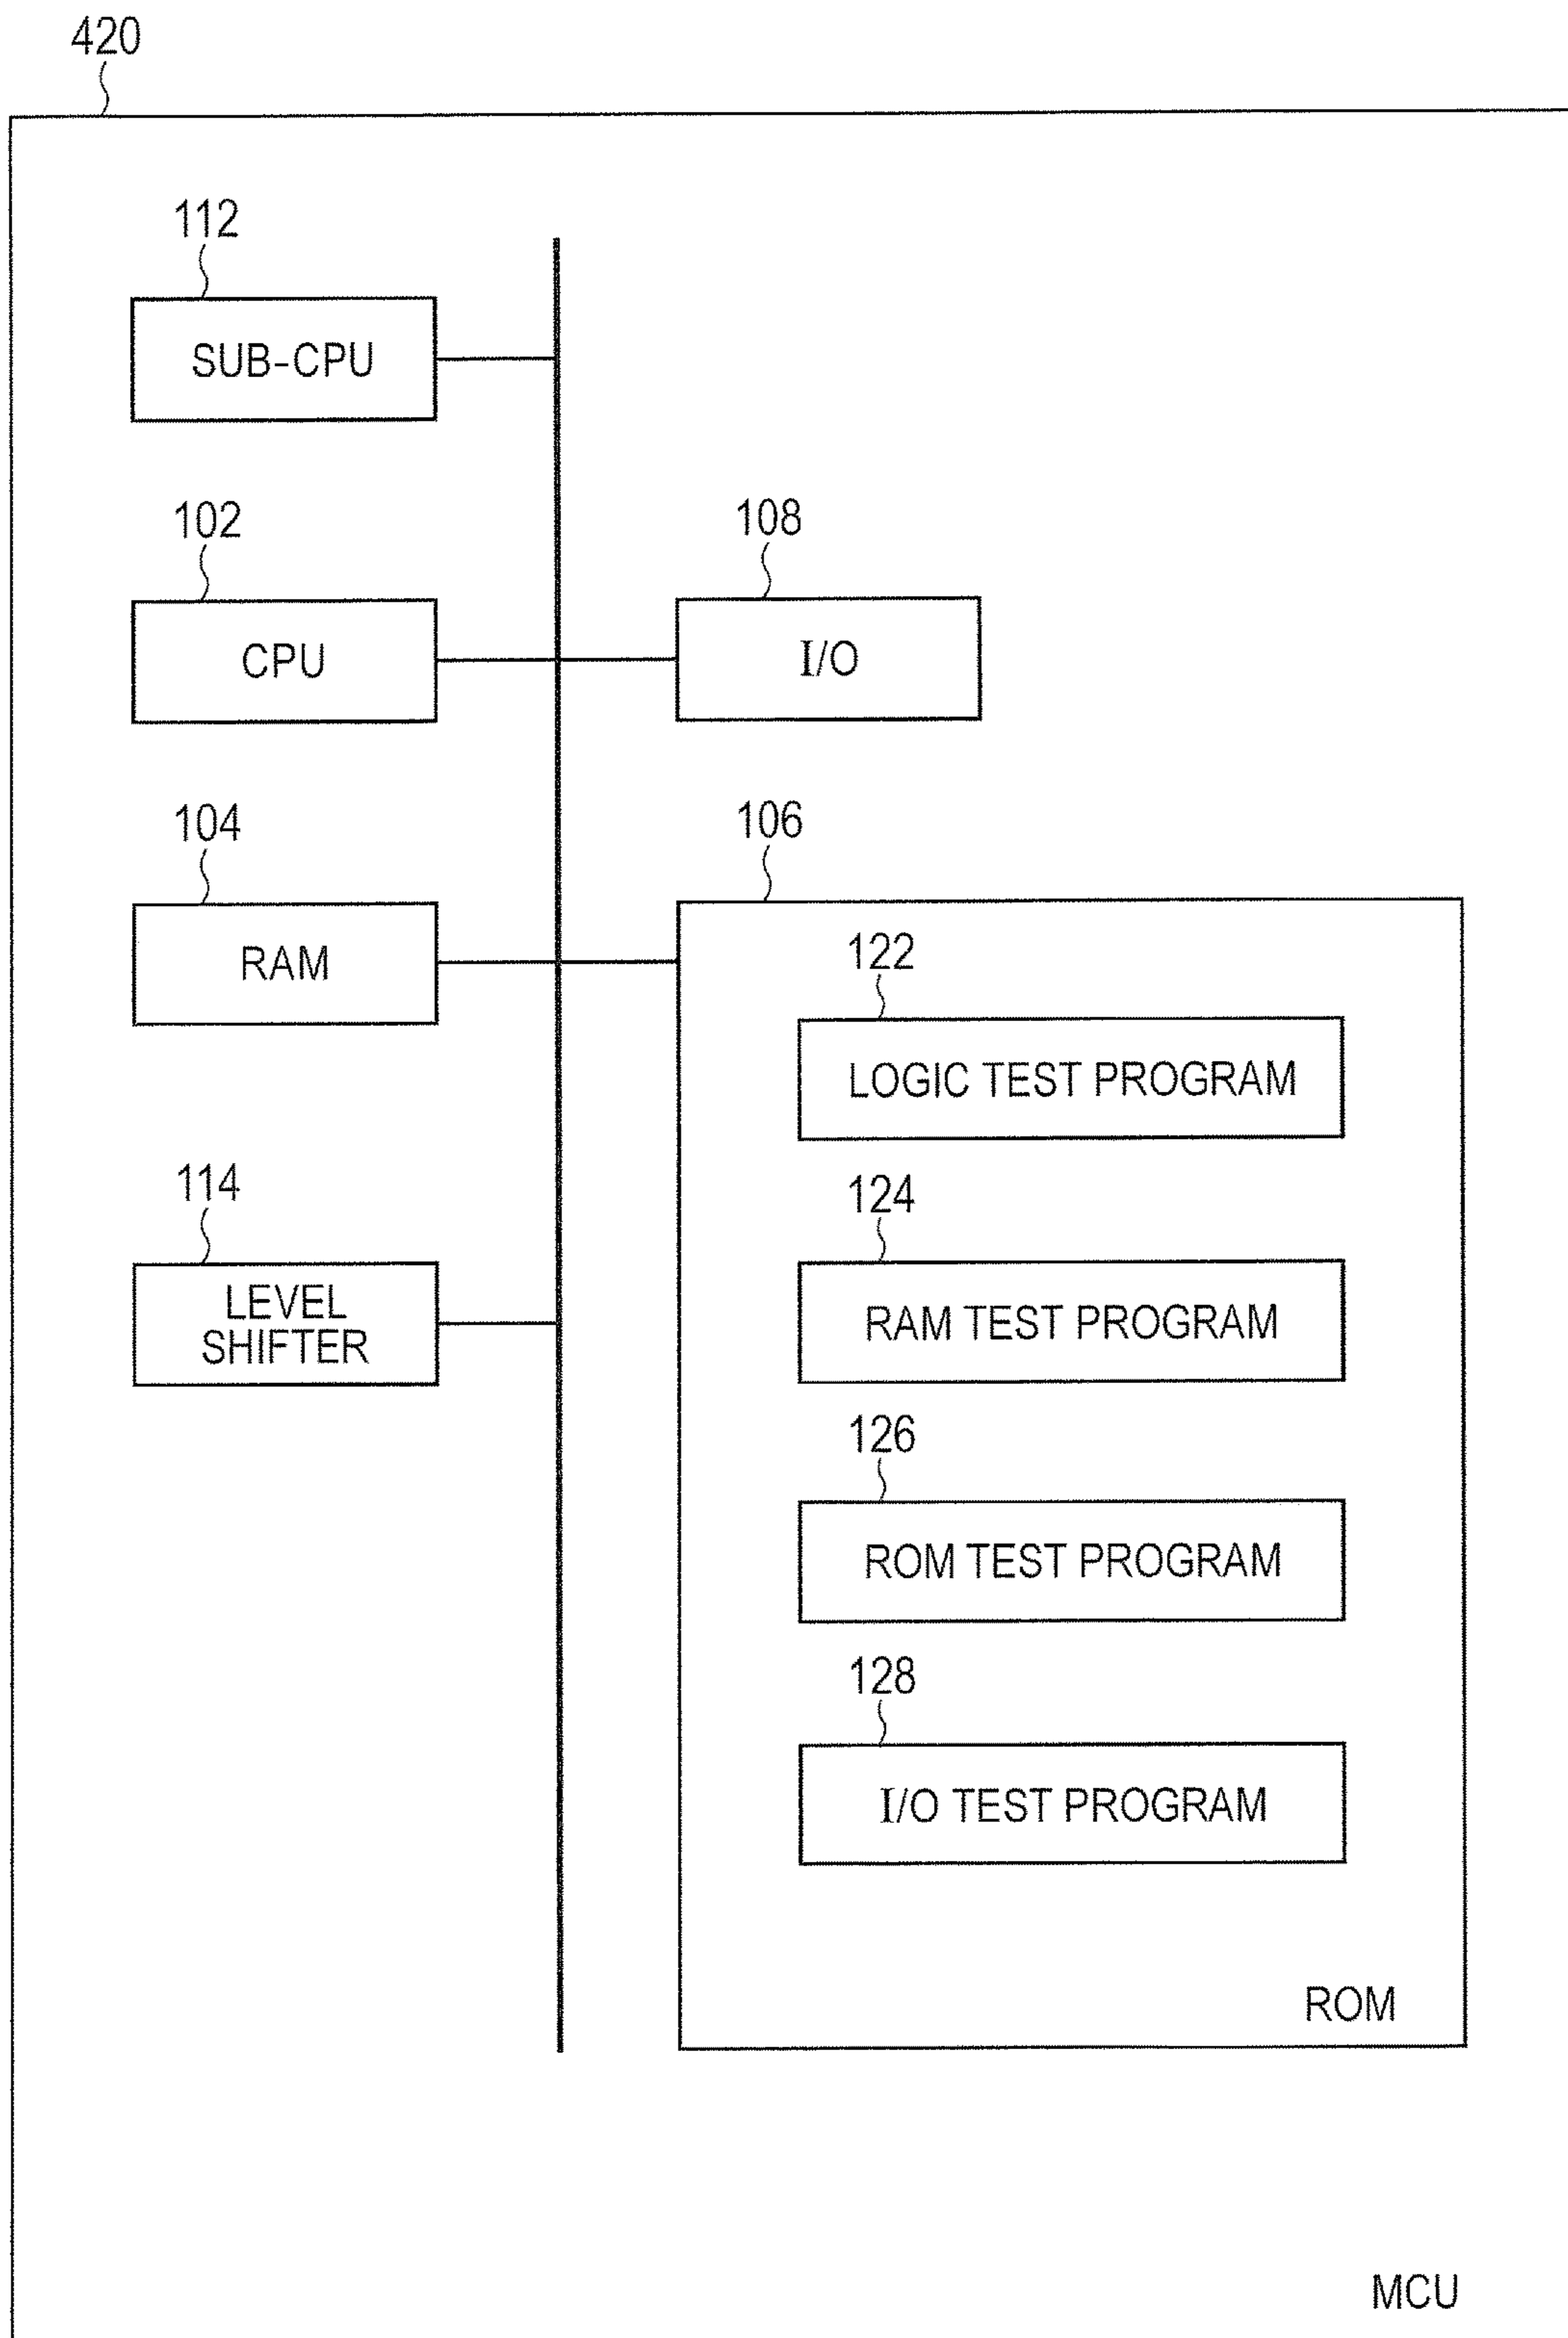 420
112
SUB-CPU
102
108
CPU
I/O
104
106
RAM
122
LOGIC TEST PROGRAM
114
124
LEVEL
SHIFTER
RAM TEST PROGRAM
126
ROM TEST PROGRAM
128
I/O TEST PROGRAM
ROM
MCU